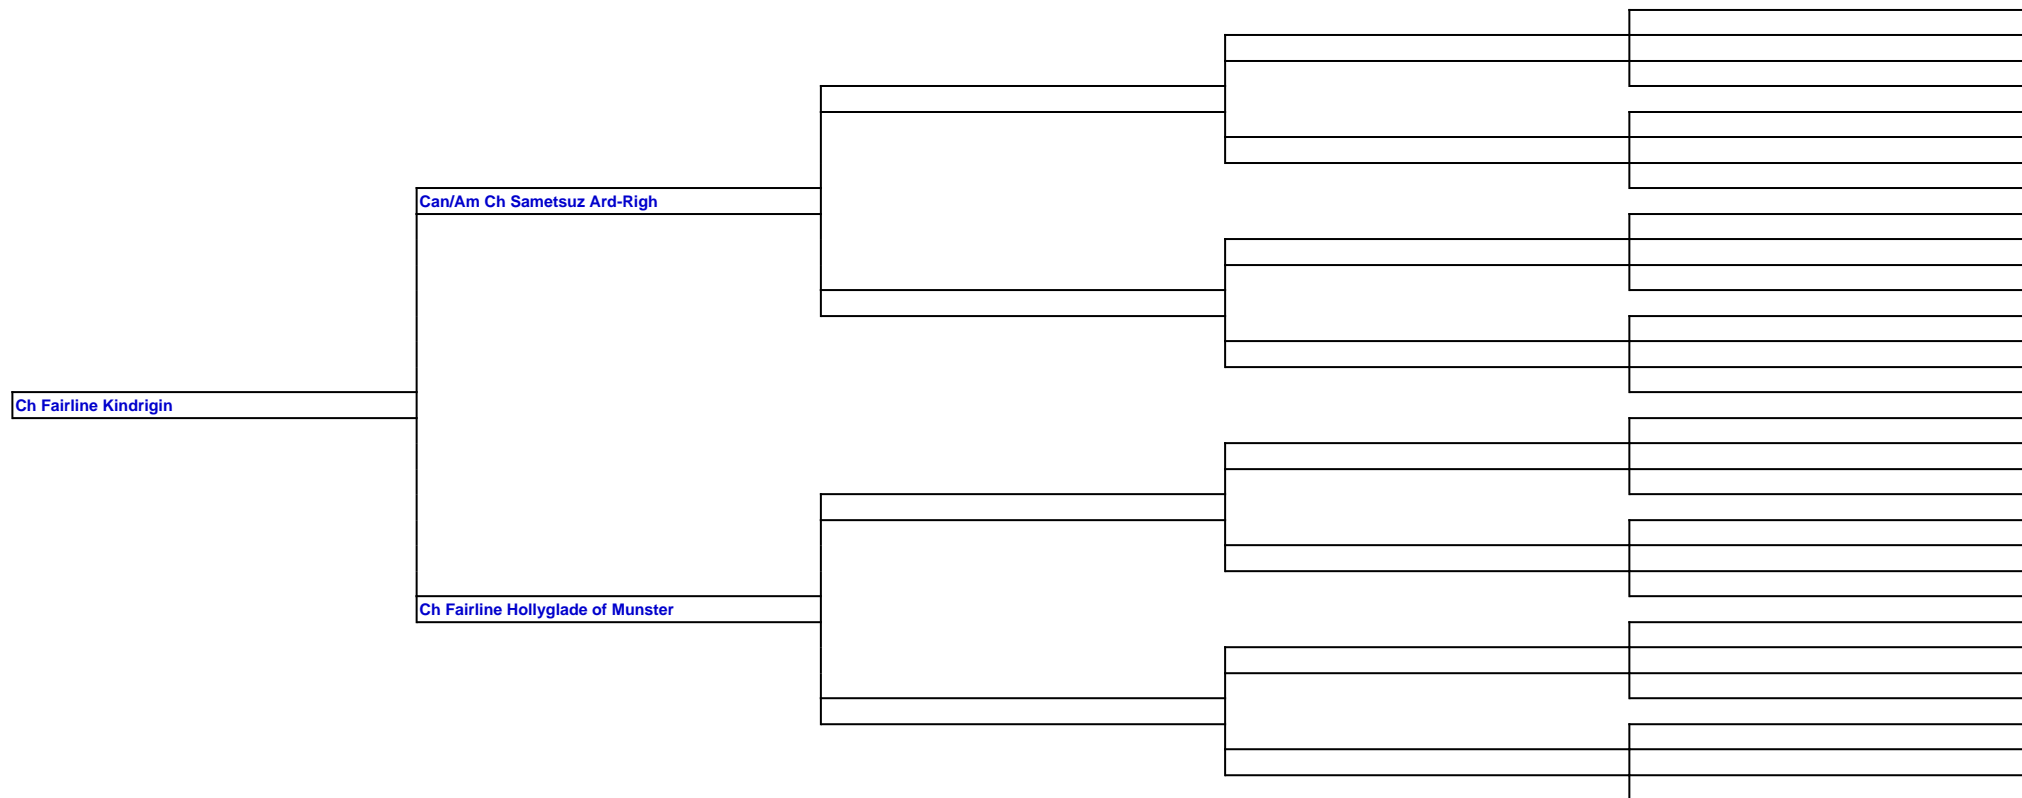 Can/Am Ch Sametsuz Ard-Righ
Ch Fairline Kindrigin
Ch Fairline Hollyglade of Munster